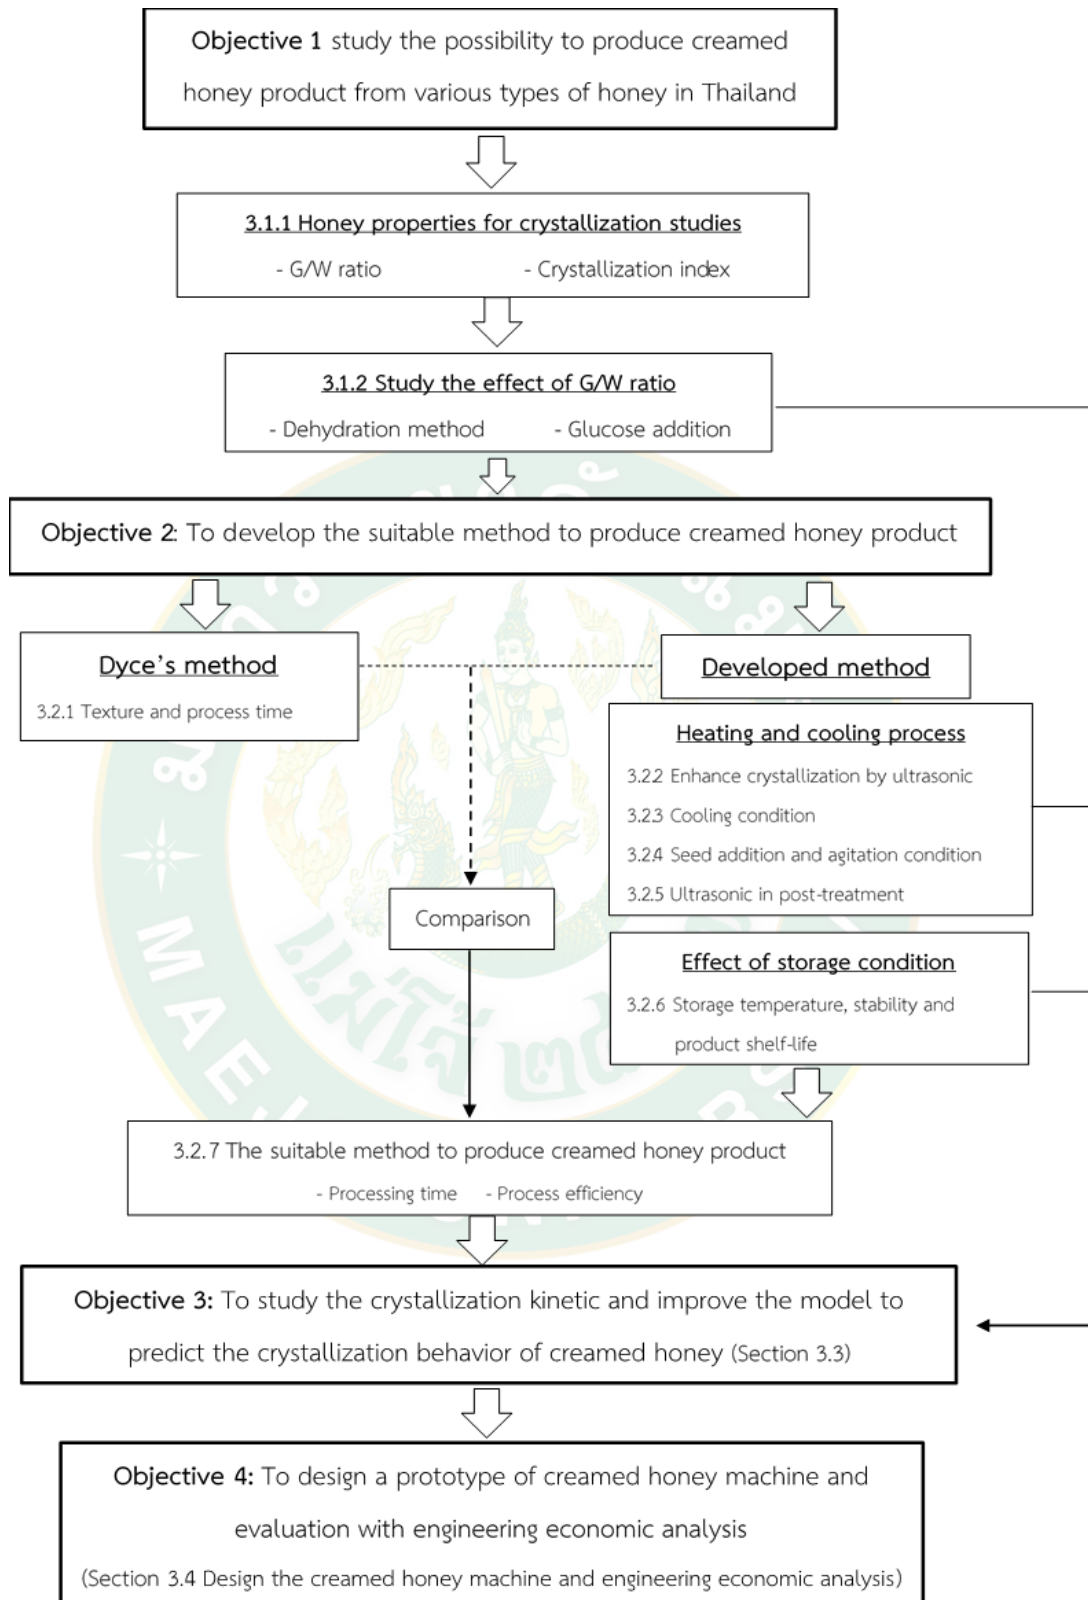 Objective 1 study the possibility to produce creamed
honey product from various types of honey in Thailand
3.1.1 Honey properties for crystallization studies
- G/W ratio - Crystallization index
3.1.2 Study the effect of G/W ratio
- Dehydration method - Glucose addition
Objective 2: To develop the suitable method to produce creamed honey product
Dyce's method
3.2.1 Texture and process time
Developed method
Heating and cooling process
3.2.2 Enhance crystallization by ultrasonic
3.2.3 Cooling condition
3.2.4 Seed addition and agitation condition
3.2.5 Ultrasonic in post-treatment
Comparison
Effect of storage condition
3.2.6 Storage temperature, stability and
product shelf-life
3.2.7 The suitable method to produce creamed honey product
- Processing time - Process efficiency
Objective 3: To study the crystallization kinetic and improve the model to
predict the crystallization behavior of creamed honey (Section 3.3)
Objective 4: To design a prototype of creamed honey machine and
evaluation with engineering economic analysis
(Section 3.4 Design the creamed honey machine and engineering economic analysis)
แม่โจ้